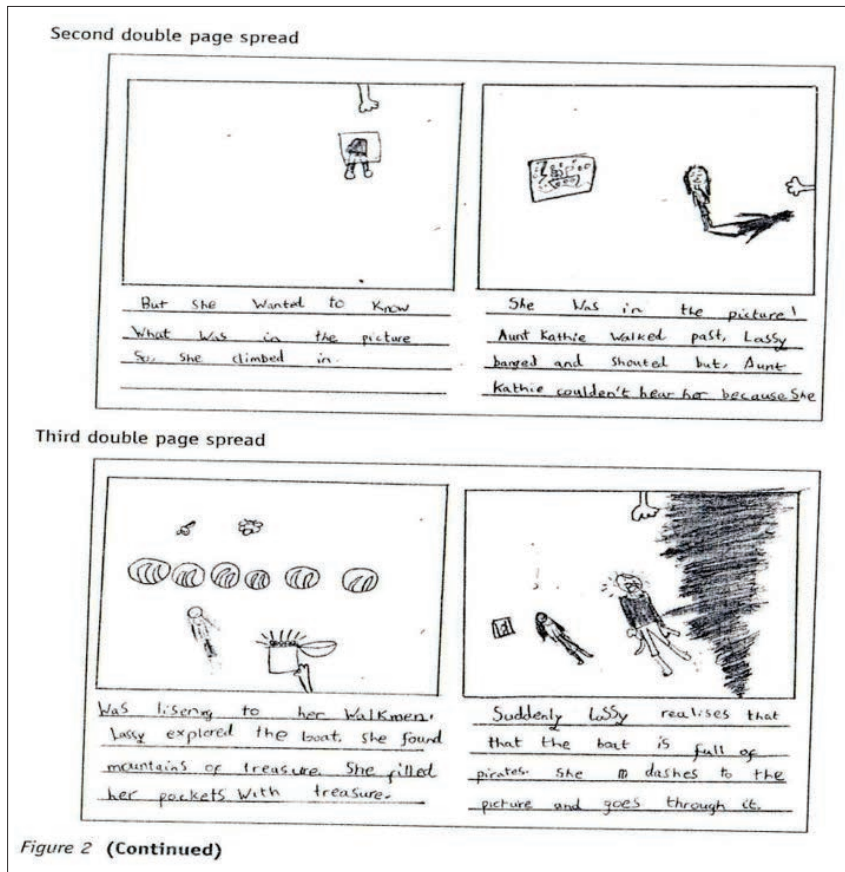 Second double page spread
But she wanted to know
What was in the picture
So, she climbed in.
She was in the picture!
Aunt Kathie walked past, Lassy
banged and shouted but, Aunt
Kathie coulden't hear her because she
Third double page spread
Was lisening to her Walkmen.
Lassy explored the boat. She found
mountains of treasure. She filled
her pockets with treasure.
Suddenly Lassy realises that
that the boat is full of
pirates. She dashes to the
picture and goes through it.
Figure 2 (Continued)